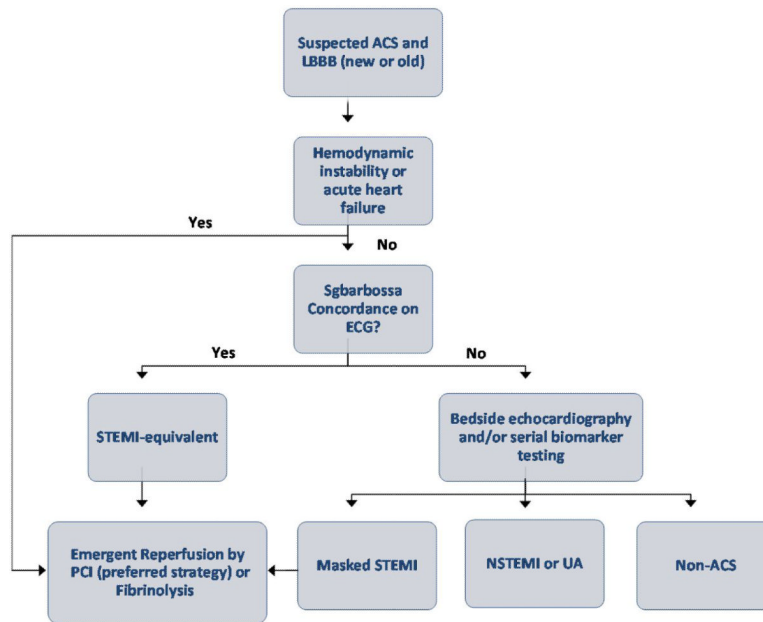 Suspected ACS and
LBBB (new or old)
Hemodynamic
instability or
acute heart
failure
Yes
No
Sgbarbossa
Concordance on
ECG?
Yes
No
STEMI-equivalent
Bedside echocardiography
and/or serial biomarker
testing
Emergent Reperfusion by
PCI (preferred strategy) or
Fibrinolysis
Masked STEMI
NSTEMI or UA
Non-ACS